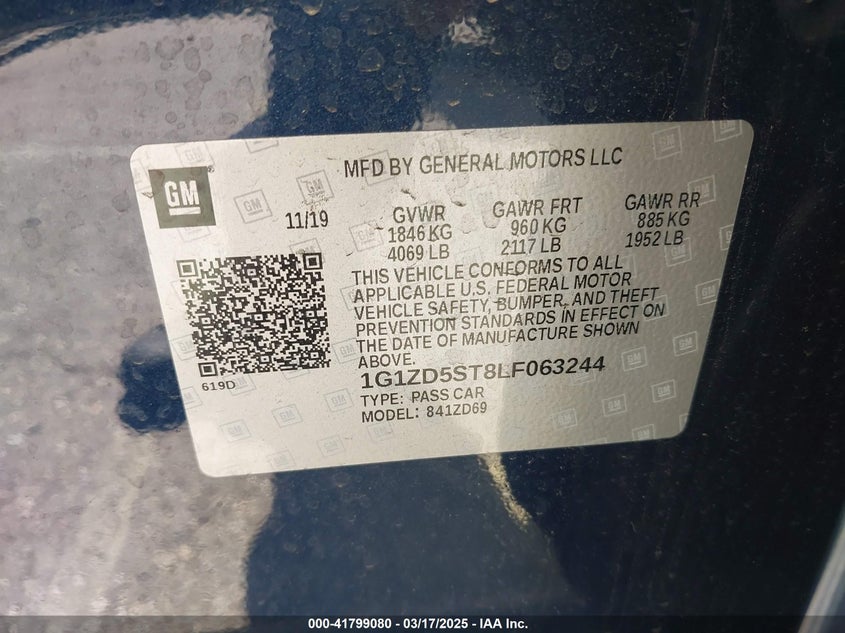 MFD BY GENERAL MOTORS LLC
GM
11/19
GVWR
1846 KG
4069 LB
GAWR FRT
960 KG
2117 LB
GAWR RR
885 KG
1952 LB
THIS VEHICLE CONFORMS TO ALL
APPLICABLE U.S. FEDERAL MOTOR
VEHICLE SAFETY, BUMPER, AND THEFT
PREVENTION STANDARDS IN EFFECT ON
THE DATE OF MANUFACTURE SHOWN
ABOVE.
619D
1G1ZD5ST8LF063244
TYPE: PASS CAR
MODEL: 841ZD69
000-41799080 - 03/17/2025 - IAA Inc.